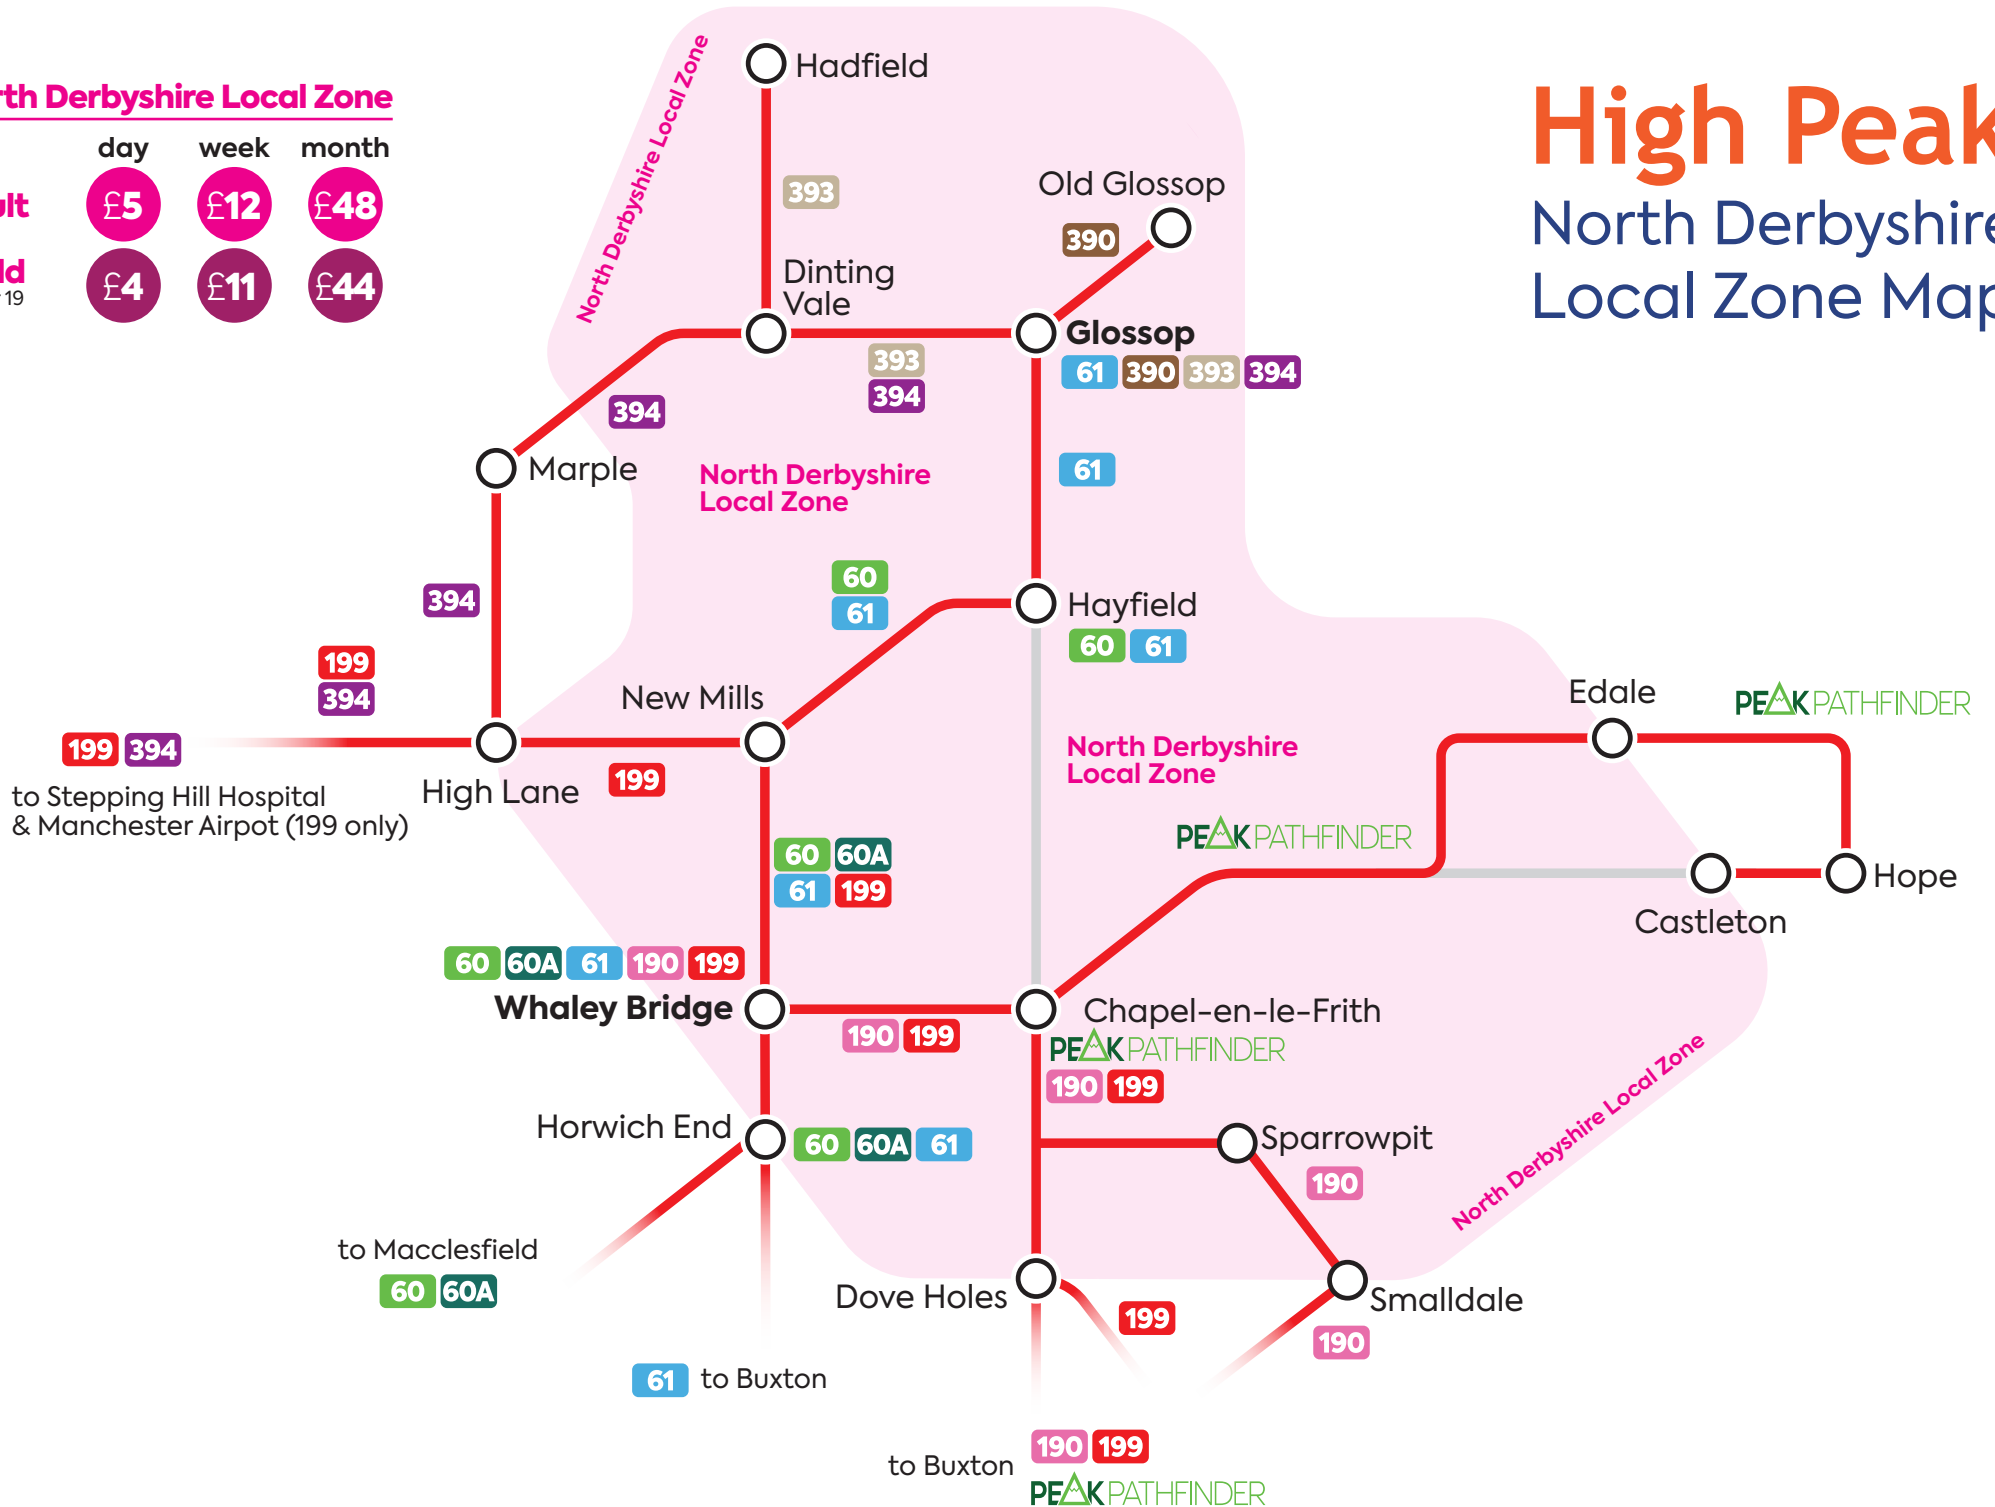 North Derbyshire Local Zone
day week month
£5 £12 £48
19
£4 £11 £44
High Peak
North Derbyshire
Local Zone Map
North Derbyshire Local Zone
Hadfield
393
Old Glossop
390
Dinting
Vale
Glossop
61 390 393 394
393
394
394
Marple
North Derbyshire
Local Zone
61
394
60
61
Hayfield
60 61
199
394
New Mills
Edale
PEAK PATHFINDER
199 394
to Stepping Hill Hospital
& Manchester Airpot (199 only)
High Lane
199
North Derbyshire
Local Zone
PEAK PATHFINDER
60 60A
61 199
Hope
Castleton
60 60A 61 190 199
Whaley Bridge
190 199
Chapel-en-le-Frith
PEAK PATHFINDER
190 199
North Derbyshire Local Zone
Horwich End
60 60A 61
Sparrowpit
190
to Macclesfield
60 60A
Dove Holes
199
Smalldale
190
61 to Buxton
to Buxton
190 199
PEAK PATHFINDER